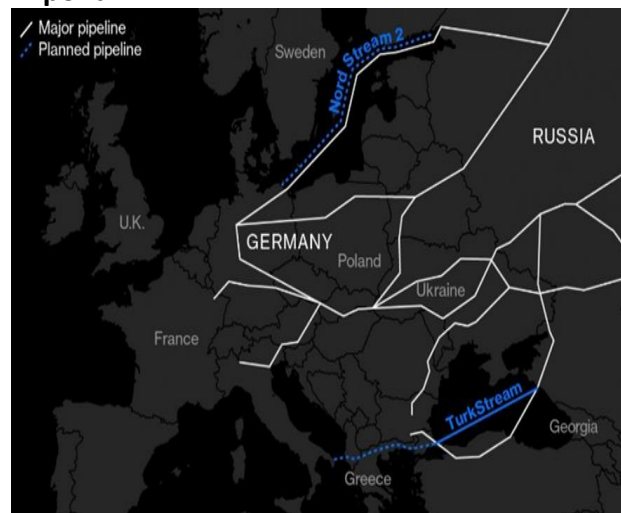 Major pipeline
Planned pipeline
Sweden
Nord Stream 2
RUSSIA
U.K.
GERMANY
Poland
Ukraine
France
TurkStream
Georgia
Greece